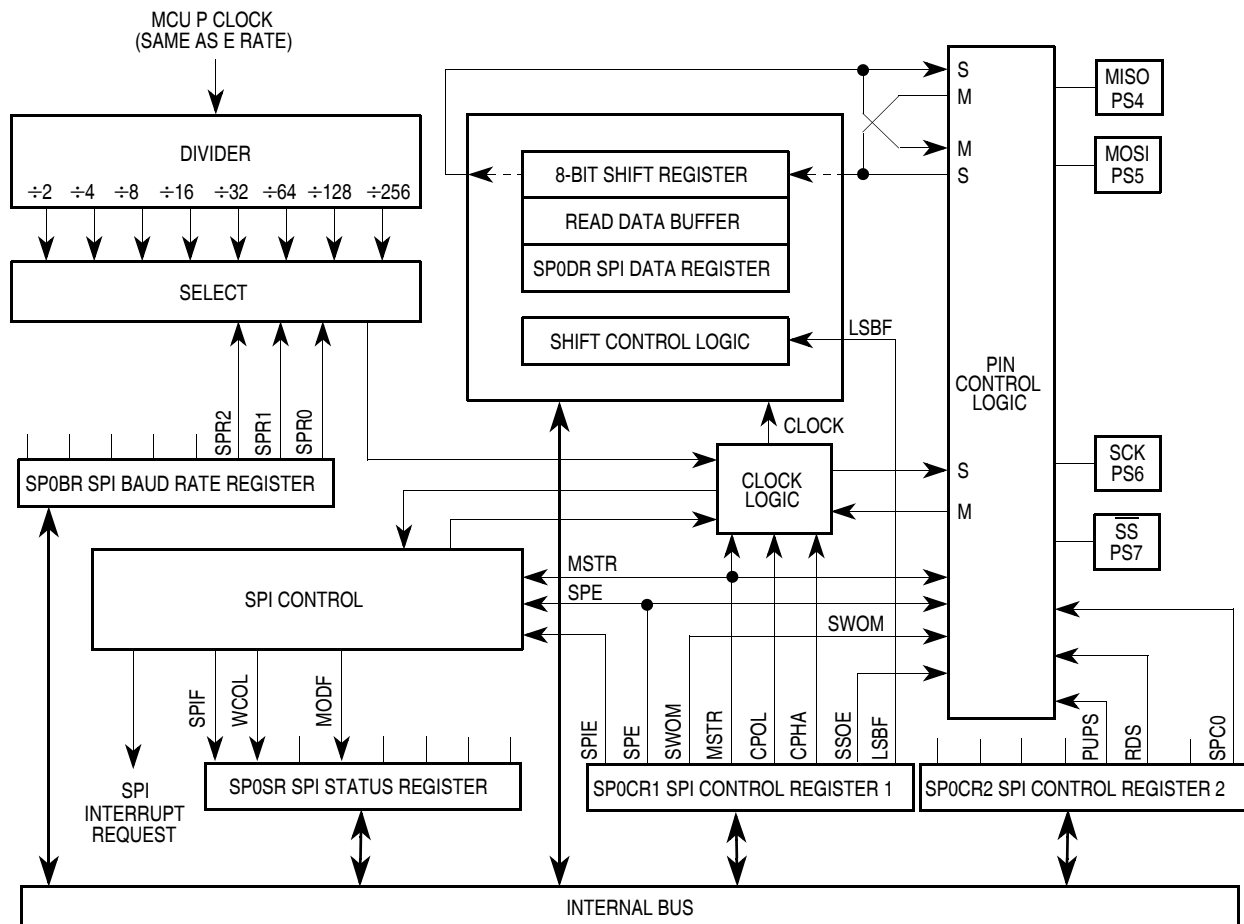 MCU P CLOCK
(SAME AS E RATE)
DIVIDER
÷2 ÷4 ÷8 ÷16 ÷32 ÷64 ÷128 ÷256
SELECT
SPR2
SPR1
SPR0
SP0BR SPI BAUD RATE REGISTER
8-BIT SHIFT REGISTER
READ DATA BUFFER
SP0DR SPI DATA REGISTER
SHIFT CONTROL LOGIC
LSBF
CLOCK
CLOCK
LOGIC
S
M
M
S
PIN
CONTROL
LOGIC
S
M
MISO
PS4
MOSI
PS5
SCK
PS6
SS
PS7
SPI CONTROL
MSTR
SPE
SWOM
SPIF
WCOL
MODF
SPI
INTERRUPT
REQUEST
SP0SR SPI STATUS REGISTER
SPIE
SPE
SWOM
MSTR
CPOL
CPHA
SSOE
LSBF
SP0CR1 SPI CONTROL REGISTER 1
PUPS
RDS
SPC0
SP0CR2 SPI CONTROL REGISTER 2
INTERNAL BUS